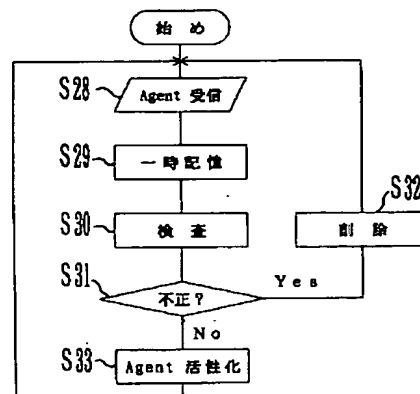 始め
S28
Agent 受信
S29
一時記憶
S30
検査
S32
削除
S31
不正？
Yes
No
S33
Agent 活性化